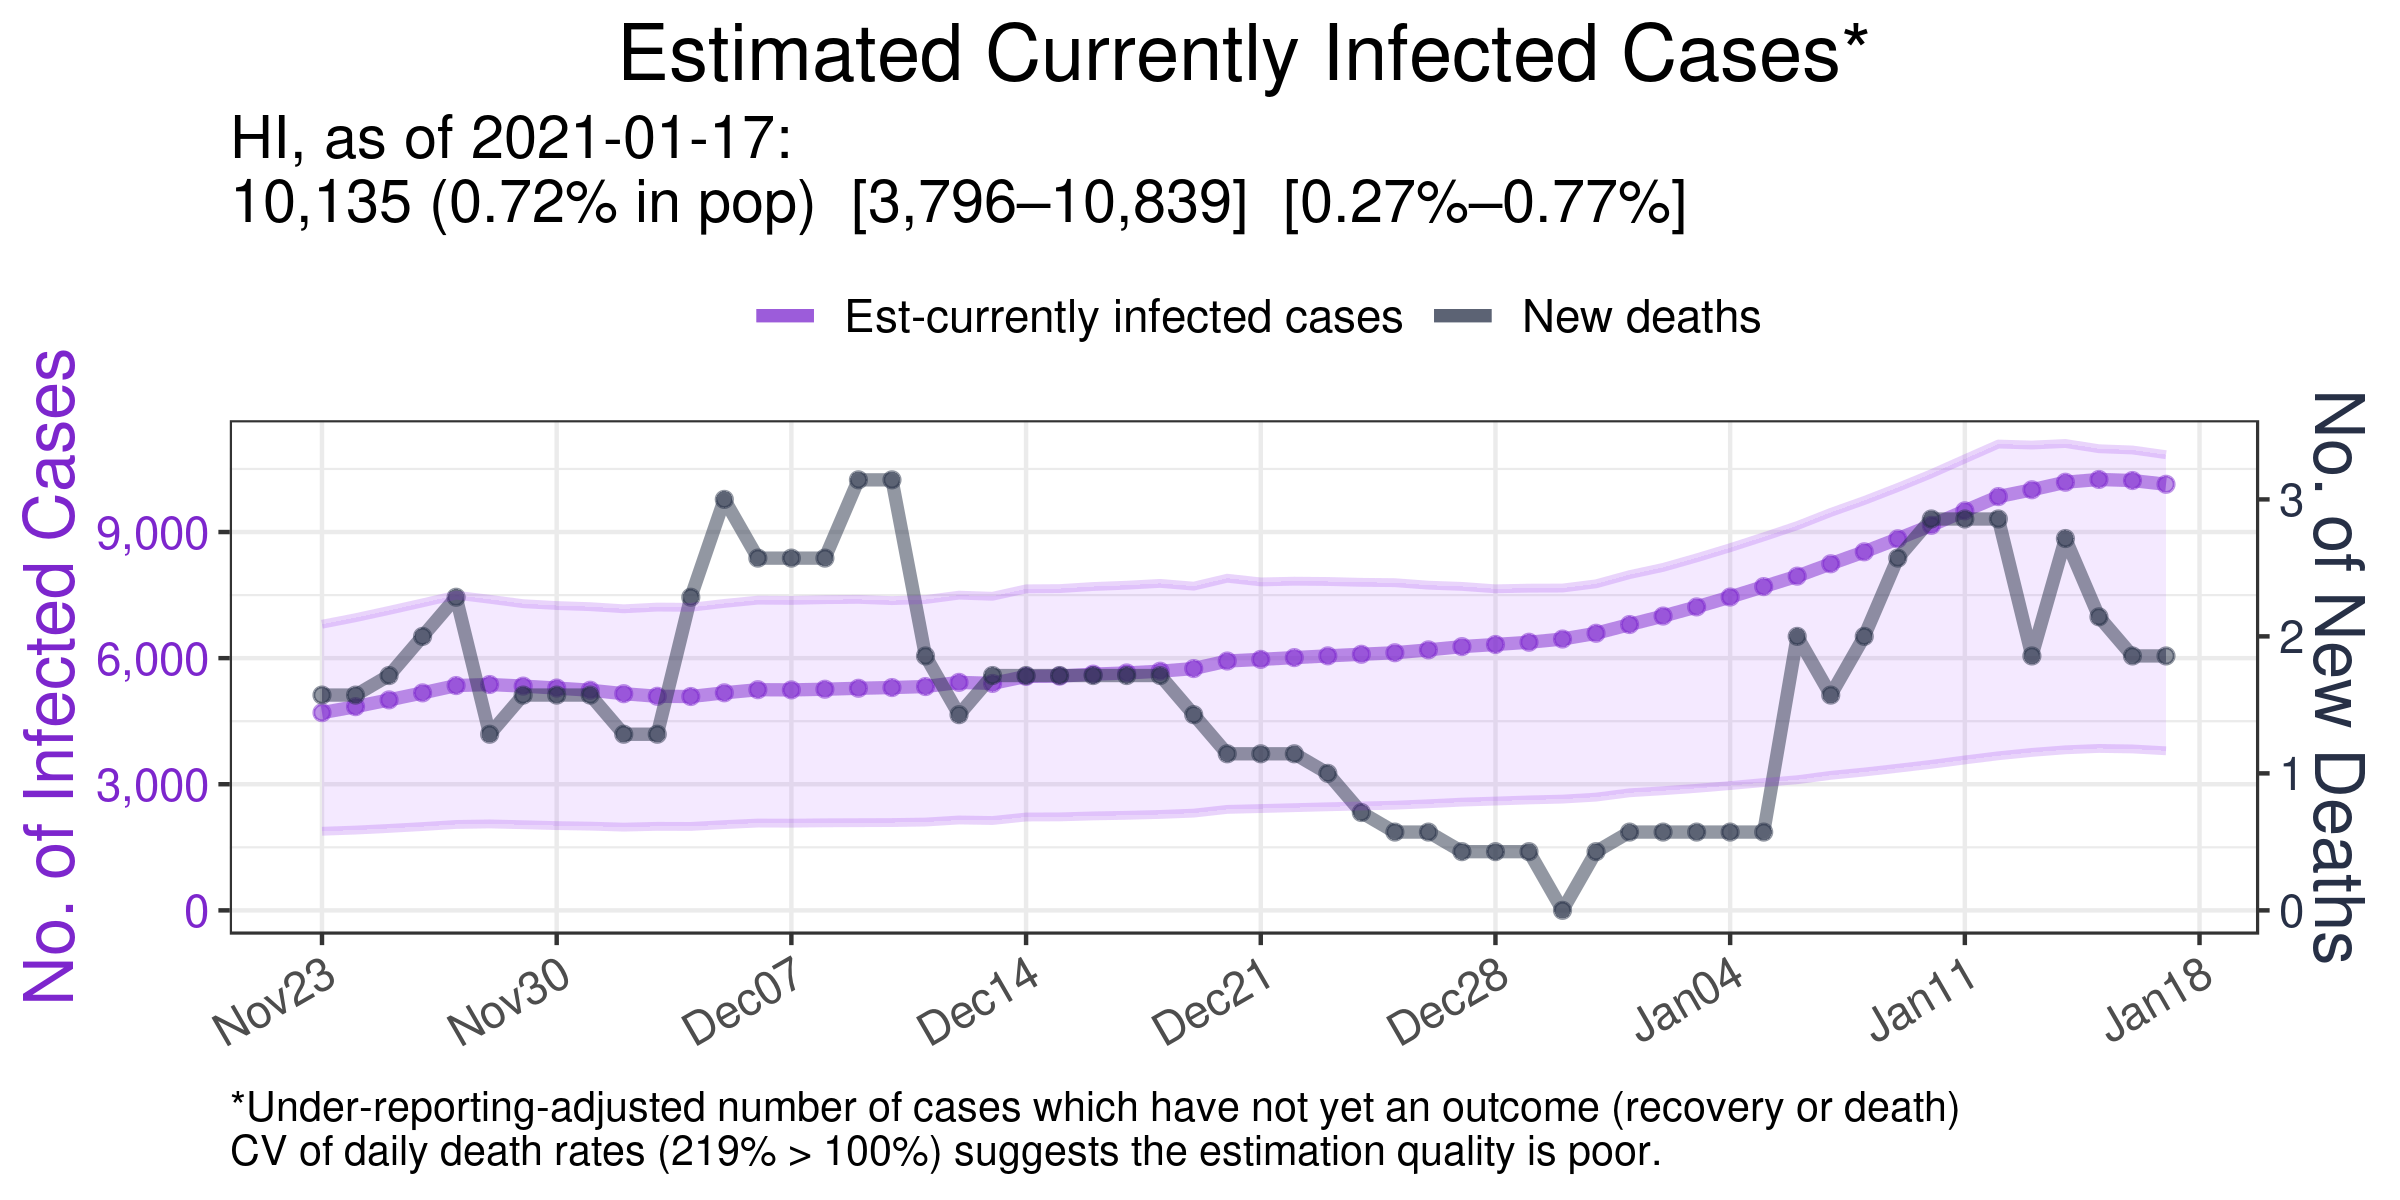 Estimated Currently Infected Cases*
HI, as of 2021-01-17:
10,135 (0.72% in pop)  [3,796–10,839]  [0.27%–0.77%]
Est-currently infected cases
New deaths
No. of Infected Cases
9,000
6,000
3,000
0
3
2
1
0
No. of New Deaths
Nov23
Nov30
Dec07
Dec14
Dec21
Dec28
Jan04
Jan11
Jan18
*Under-reporting-adjusted number of cases which have not yet an outcome (recovery or death)
CV of daily death rates (219% > 100%) suggests the estimation quality is poor.